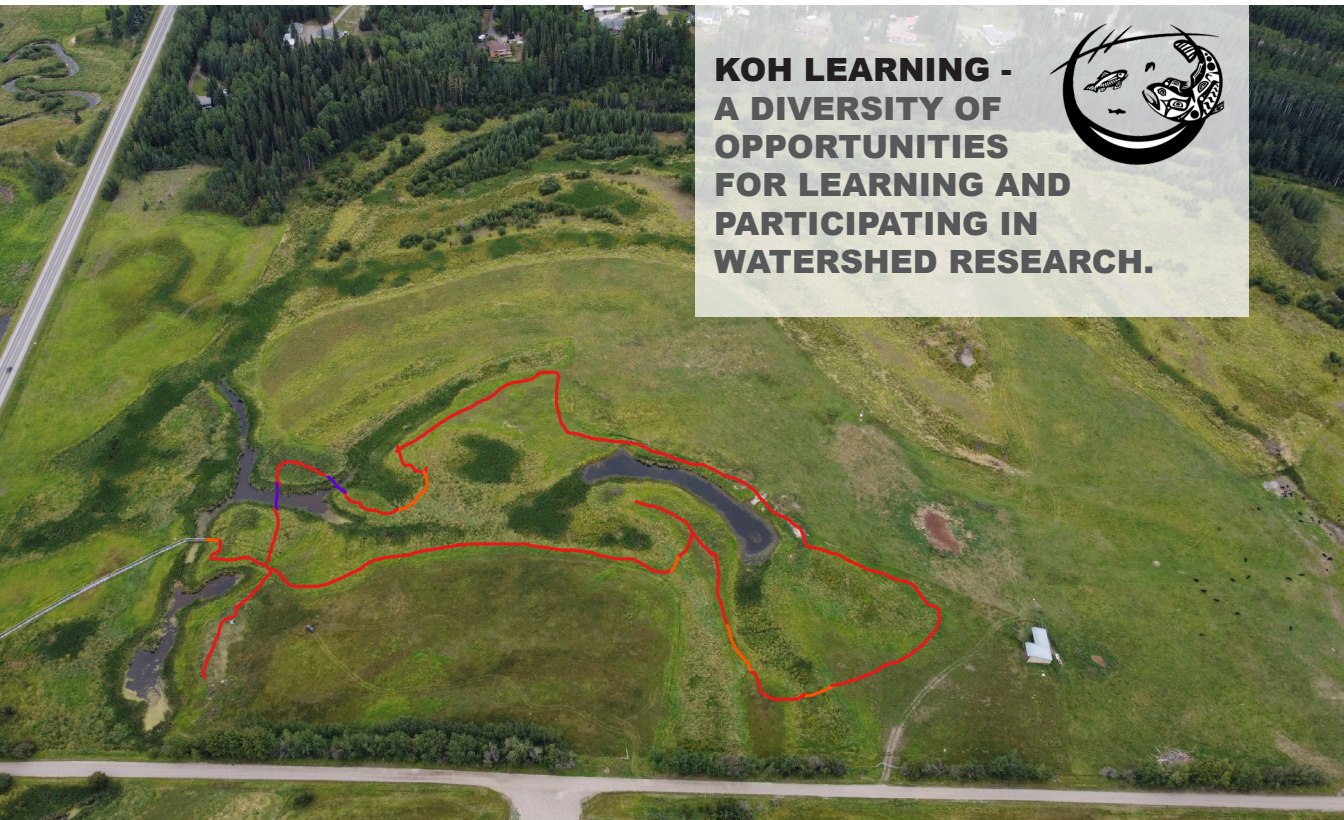 KOH LEARNING -
A DIVERSITY OF
OPPORTUNITIES
FOR LEARNING AND
PARTICIPATING IN
WATERSHED RESEARCH.